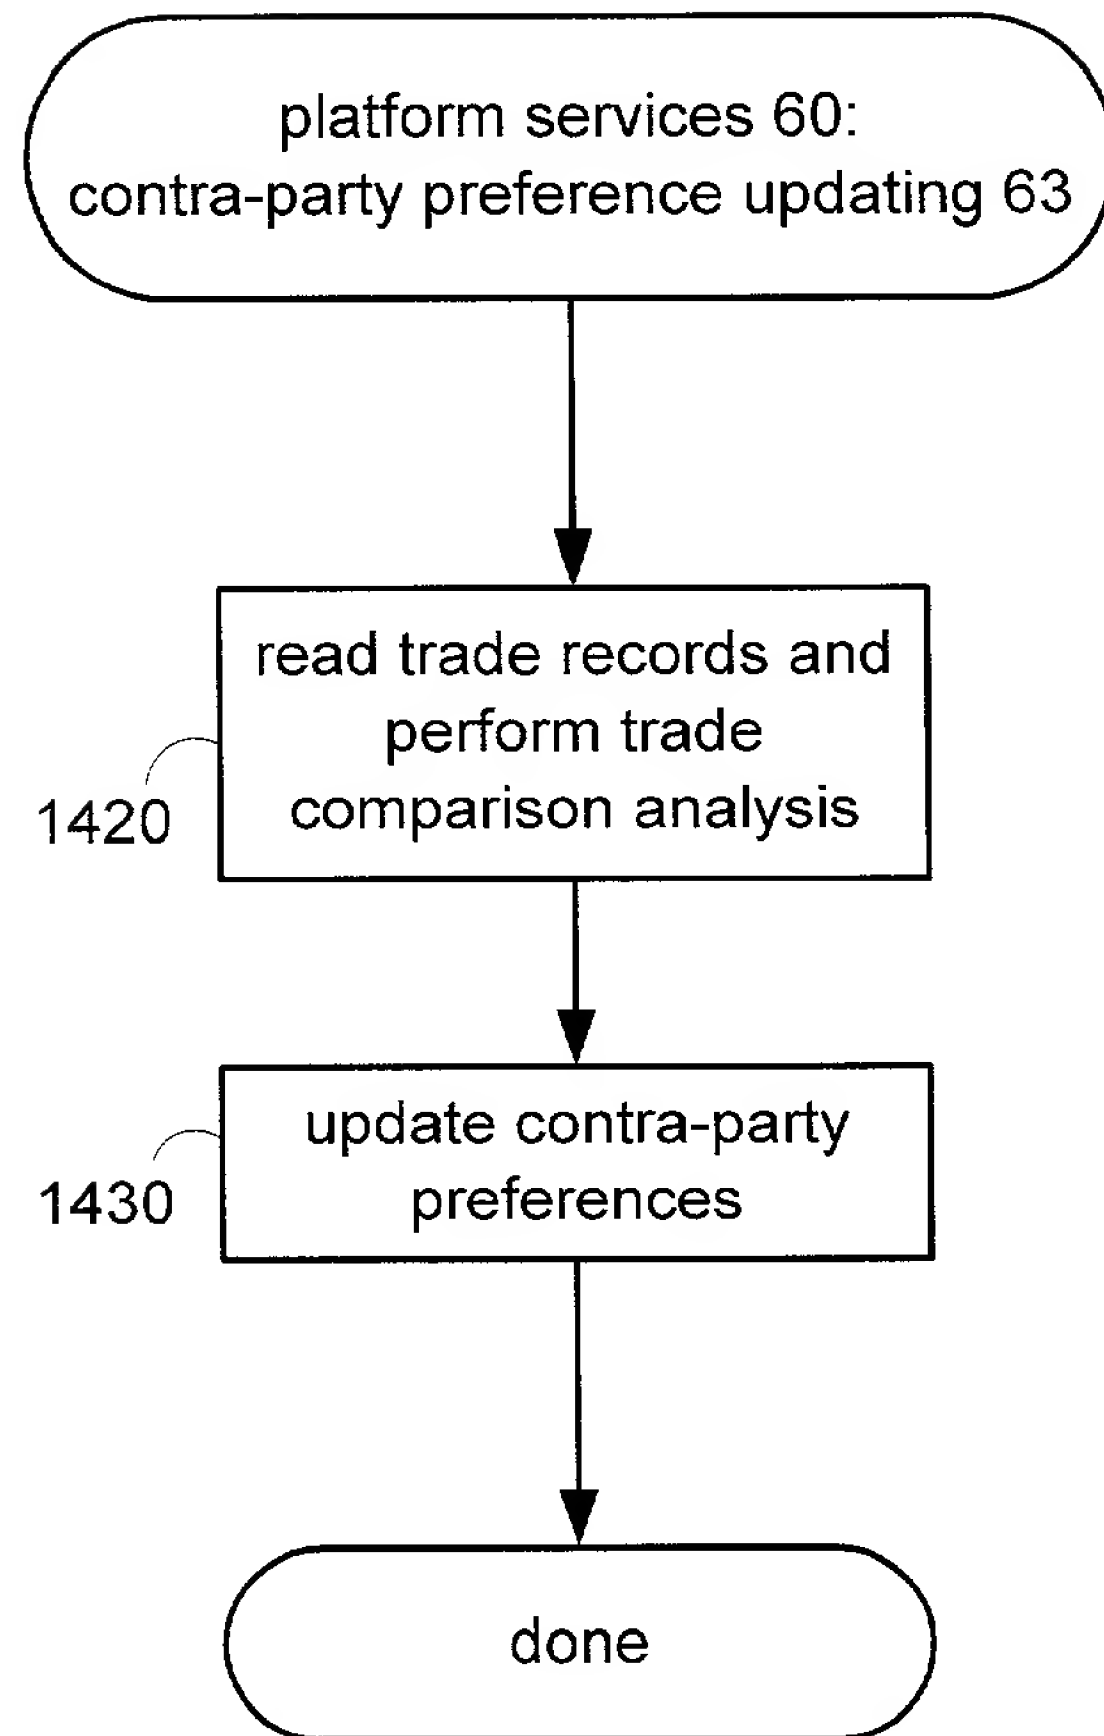 platform services 60:
contra-party preference updating 63
read trade records and
perform trade
comparison analysis
1420
update contra-party
preferences
1430
done